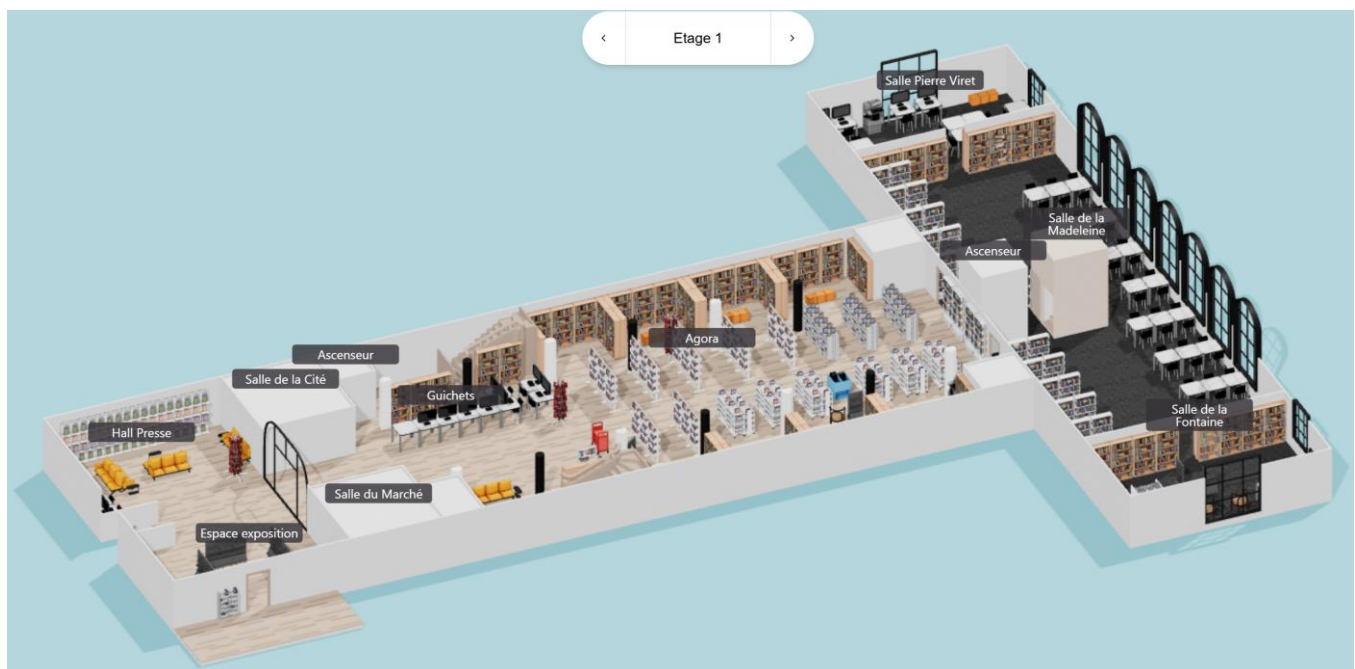 Etage 1
Salle Pierre Viret
Salle de la
Madeleine
Ascenseur
Agora
Ascenseur
Salle de la Cité
Guichets
Salle de la
Fontaine
Hall Presse
Salle du Marché
Espace exposition